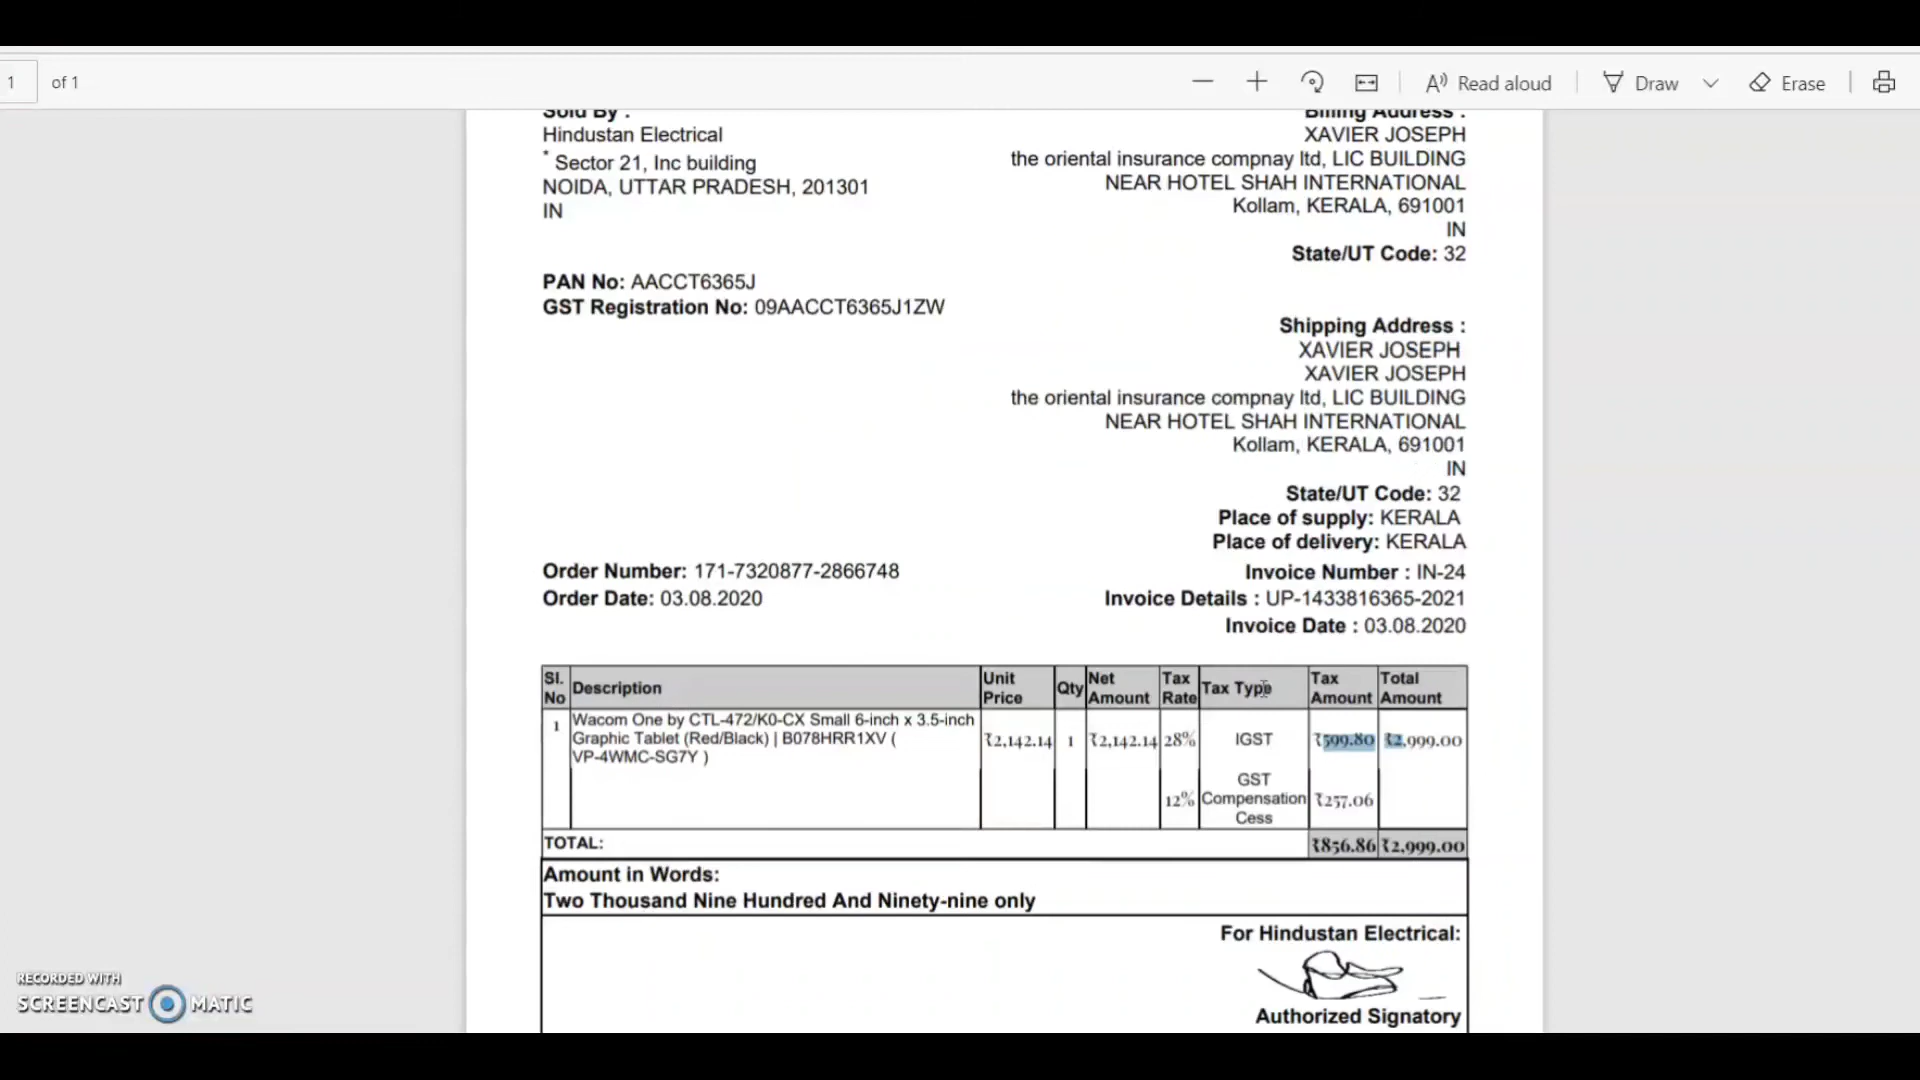 1 of 1
Read aloud
Draw
Erase
Sold By :
Hindustan Electrical
* Sector 21, Inc building
NOIDA, UTTAR PRADESH, 201301
IN
Billing Address :
XAVIER JOSEPH
the oriental insurance compnay ltd, LIC BUILDING
NEAR HOTEL SHAH INTERNATIONAL
Kollam, KERALA, 691001
IN
State/UT Code: 32
PAN No: AACCT6365J
GST Registration No: 09AACCT6365J1ZW
Shipping Address :
XAVIER JOSEPH
XAVIER JOSEPH
the oriental insurance compnay ltd, LIC BUILDING
NEAR HOTEL SHAH INTERNATIONAL
Kollam, KERALA, 691001
IN
State/UT Code: 32
Place of supply: KERALA
Place of delivery: KERALA
Order Number: 171-7320877-2866748
Order Date: 03.08.2020
Invoice Number : IN-24
Invoice Details : UP-1433816365-2021
Invoice Date : 03.08.2020
Sl. No Description Unit Price Qty Net Amount Tax Rate Tax Type Tax Amount Total Amount
1 Wacom One by CTL-472/K0-CX Small 6-inch x 3.5-inch
Graphic Tablet (Red/Black) | B078HRR1XV (
VP-4WMC-SG7Y )
₹2,142.14 1 ₹2,142.14 28% IGST ₹599.80 ₹2,999.00
12% GST Compensation Cess ₹257.06
TOTAL: ₹856.86 ₹2,999.00
Amount in Words:
Two Thousand Nine Hundred And Ninety-nine only
For Hindustan Electrical:
Authorized Signatory
RECORDED WITH
SCREENCAST MATIC